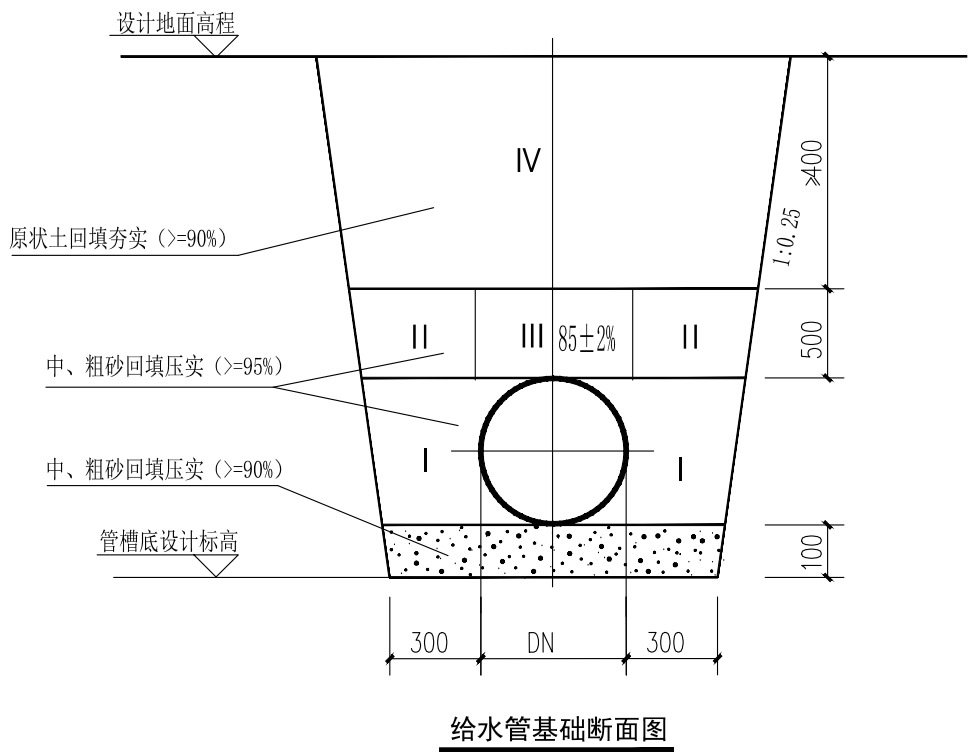 设计地面高程
IV
≥400
1:0.25
原状土回填夯实（>=90%）
II
III
85±2%
II
500
中、粗砂回填压实（>=95%）
I
I
中、粗砂回填压实（>=90%）
管槽底设计标高
100
300
DN
300
给水管基础断面图